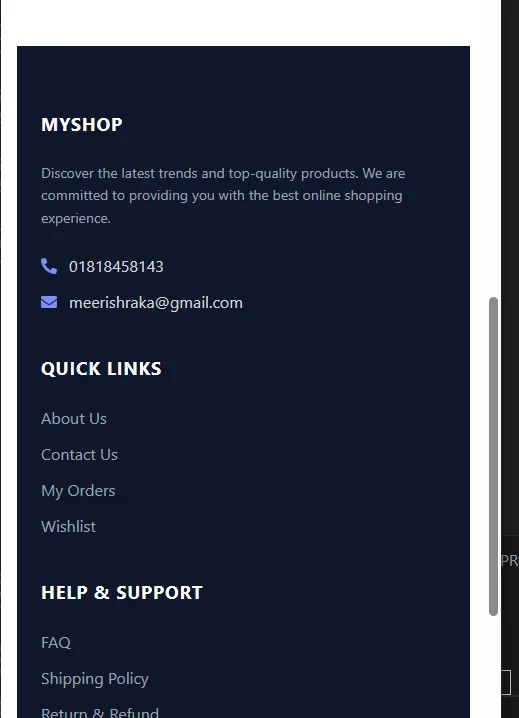 MYSHOP
Discover the latest trends and top-quality products. We are
committed to providing you with the best online shopping
experience.
01818458143
meerishraka@gmail.com
QUICK LINKS
About Us
Contact Us
My Orders
Wishlist
PR
HELP & SUPPORT
FAQ
Shipping Policy
Return & Refund